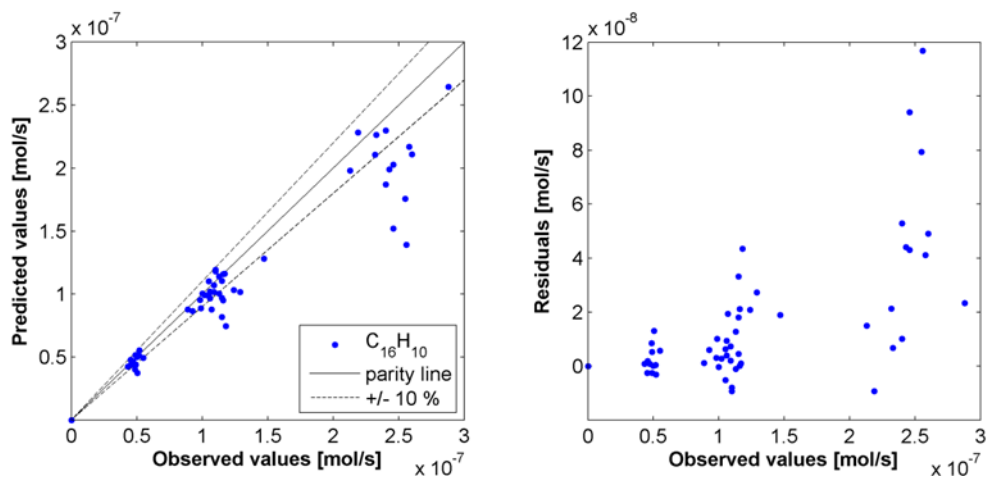 x 10⁻⁷
3
2.5
2
1.5
1
0.5
0
0
0.5
1
1.5
2
2.5
3
Predicted values [mol/s]
Observed values [mol/s]
x 10⁻⁷
C₁₆H₁₀
parity line
+/- 10 %
x 10⁻⁸
12
10
8
6
4
2
0
0
0.5
1
1.5
2
2.5
3
Residuals [mol/s]
Observed values [mol/s]
x 10⁻⁷